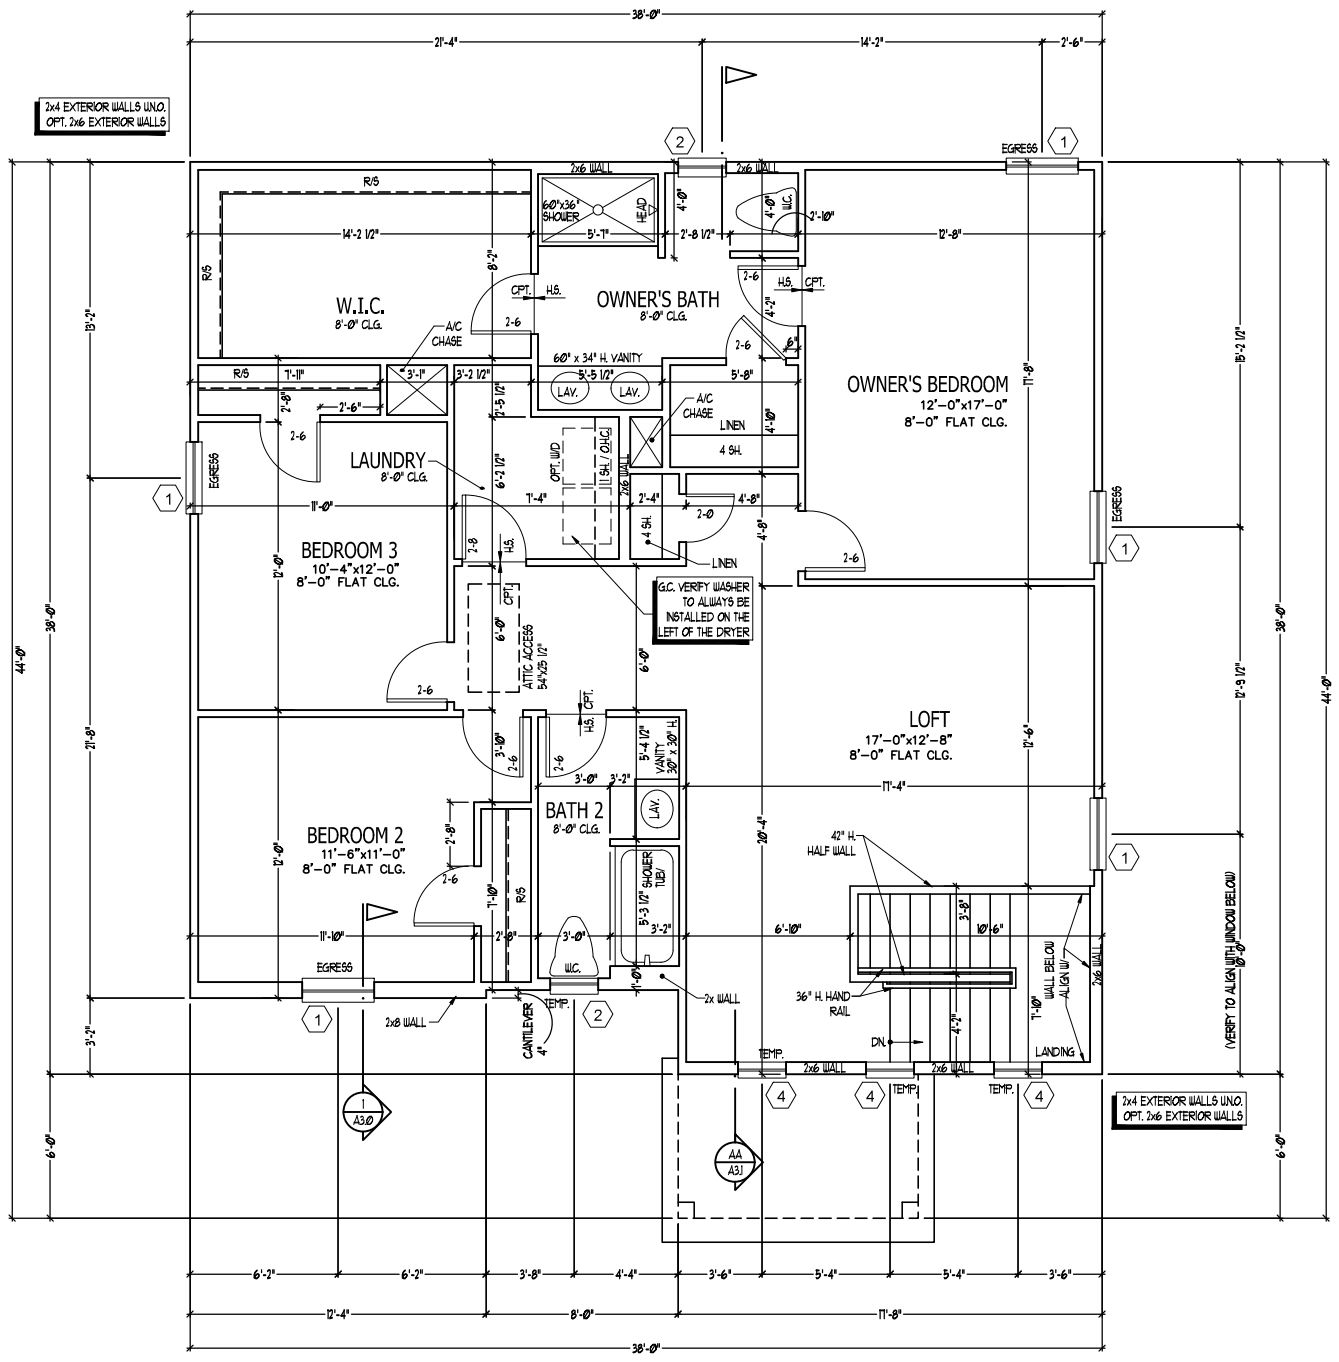 38'-0"
21'-4"
14'-2"
2'-6"
2x4 EXTERIOR WALLS U.N.O.
OPT. 2x6 EXTERIOR WALLS
2
EGRESS
1
2x6 WALL
2x6 WALL
R/S
60"x36"
SHOWER
HEAD
4'-0"
4'-0"
W.C.
2'-10"
14'-2 1/2"
5'-7"
2'-8 1/2"
12'-8"
R/S
8'-2"
2-6
H.S.
CPT.
CPT.
H.S.
W.I.C.
8'-0" CLG.
OWNER'S BATH
8'-0" CLG.
4'-2"
2-6
A/C
CHASE
2-6
6"
13'-2"
15'-2 1/2"
60" x 34" H. VANITY
R/S
7'-11"
3'-1"
3'-2 1/2"
5'-5 1/2"
5'-8"
11'-8"
OWNER'S BEDROOM
12'-0"x17'-0"
8'-0" FLAT CLG.
LAV.
LAV.
2'-8"
2'-6"
2'-5 1/2"
A/C
CHASE
4'-10"
LINEN
4 SH.
2-6
LAUNDRY
8'-0" CLG.
6'-2 1/2"
OPT. W/D
1 SH. / O.H.C.
2x6 WALL
EGRESS
1
11'-0"
7'-4"
2'-4"
4'-8"
EGRESS
1
2-0
4 SH.
4'-8"
2-8
H.S.
2-6
BEDROOM 3
10'-4"x12'-0"
8'-0" FLAT CLG.
12'-0"
LINEN
CPT.
G.C. VERIFY WASHER
TO ALWAYS BE
INSTALLED ON THE
LEFT OF THE DRYER
6'-0"
ATTIC ACCESS
54"x25 1/2"
6'-0"
38'-0"
44'-0"
38'-0"
44'-0"
2-6
CPT.
H.S.
12'-9 1/2"
LOFT
17'-0"x12'-8"
8'-0" FLAT CLG.
12'-6"
21'-8"
3'-10"
2-6
2-6
5'-4 1/2"
VANITY
30" x 30" H.
3'-0"
3'-2"
17'-4"
BATH 2
8'-0" CLG.
LAV.
BEDROOM 2
11'-6"x11'-0"
8'-0" FLAT CLG.
12'-0"
2'-8"
2-6
20'-4"
42" H.
HALF WALL
1
7'-10"
R/S
5'-3 1/2"
SHOWER
TUB/
3'-8"
11'-10"
2'-8"
3'-0"
3'-2"
6'-10"
10'-6"
WALL BELOW
ALIGN W/
2x6 WALL
10'-0"
(VERIFY TO ALIGN WITH WINDOW BELOW)
EGRESS
W.C.
1'-0"
2x WALL
36" H. HAND
RAIL
1
2x8 WALL
TEMP.
2
CANTILEVER
4"
4'-2"
7'-10"
DN.
LANDING
3'-2"
TEMP.
2x6 WALL
2x6 WALL
TEMP.
TEMP.
4
4
4
1
A3.0
2x4 EXTERIOR WALLS U.N.O.
OPT. 2x6 EXTERIOR WALLS
AA
A3.1
6'-0"
6'-0"
6'-2"
6'-2"
3'-8"
4'-4"
3'-6"
5'-4"
5'-4"
3'-6"
12'-4"
8'-0"
17'-8"
38'-0"